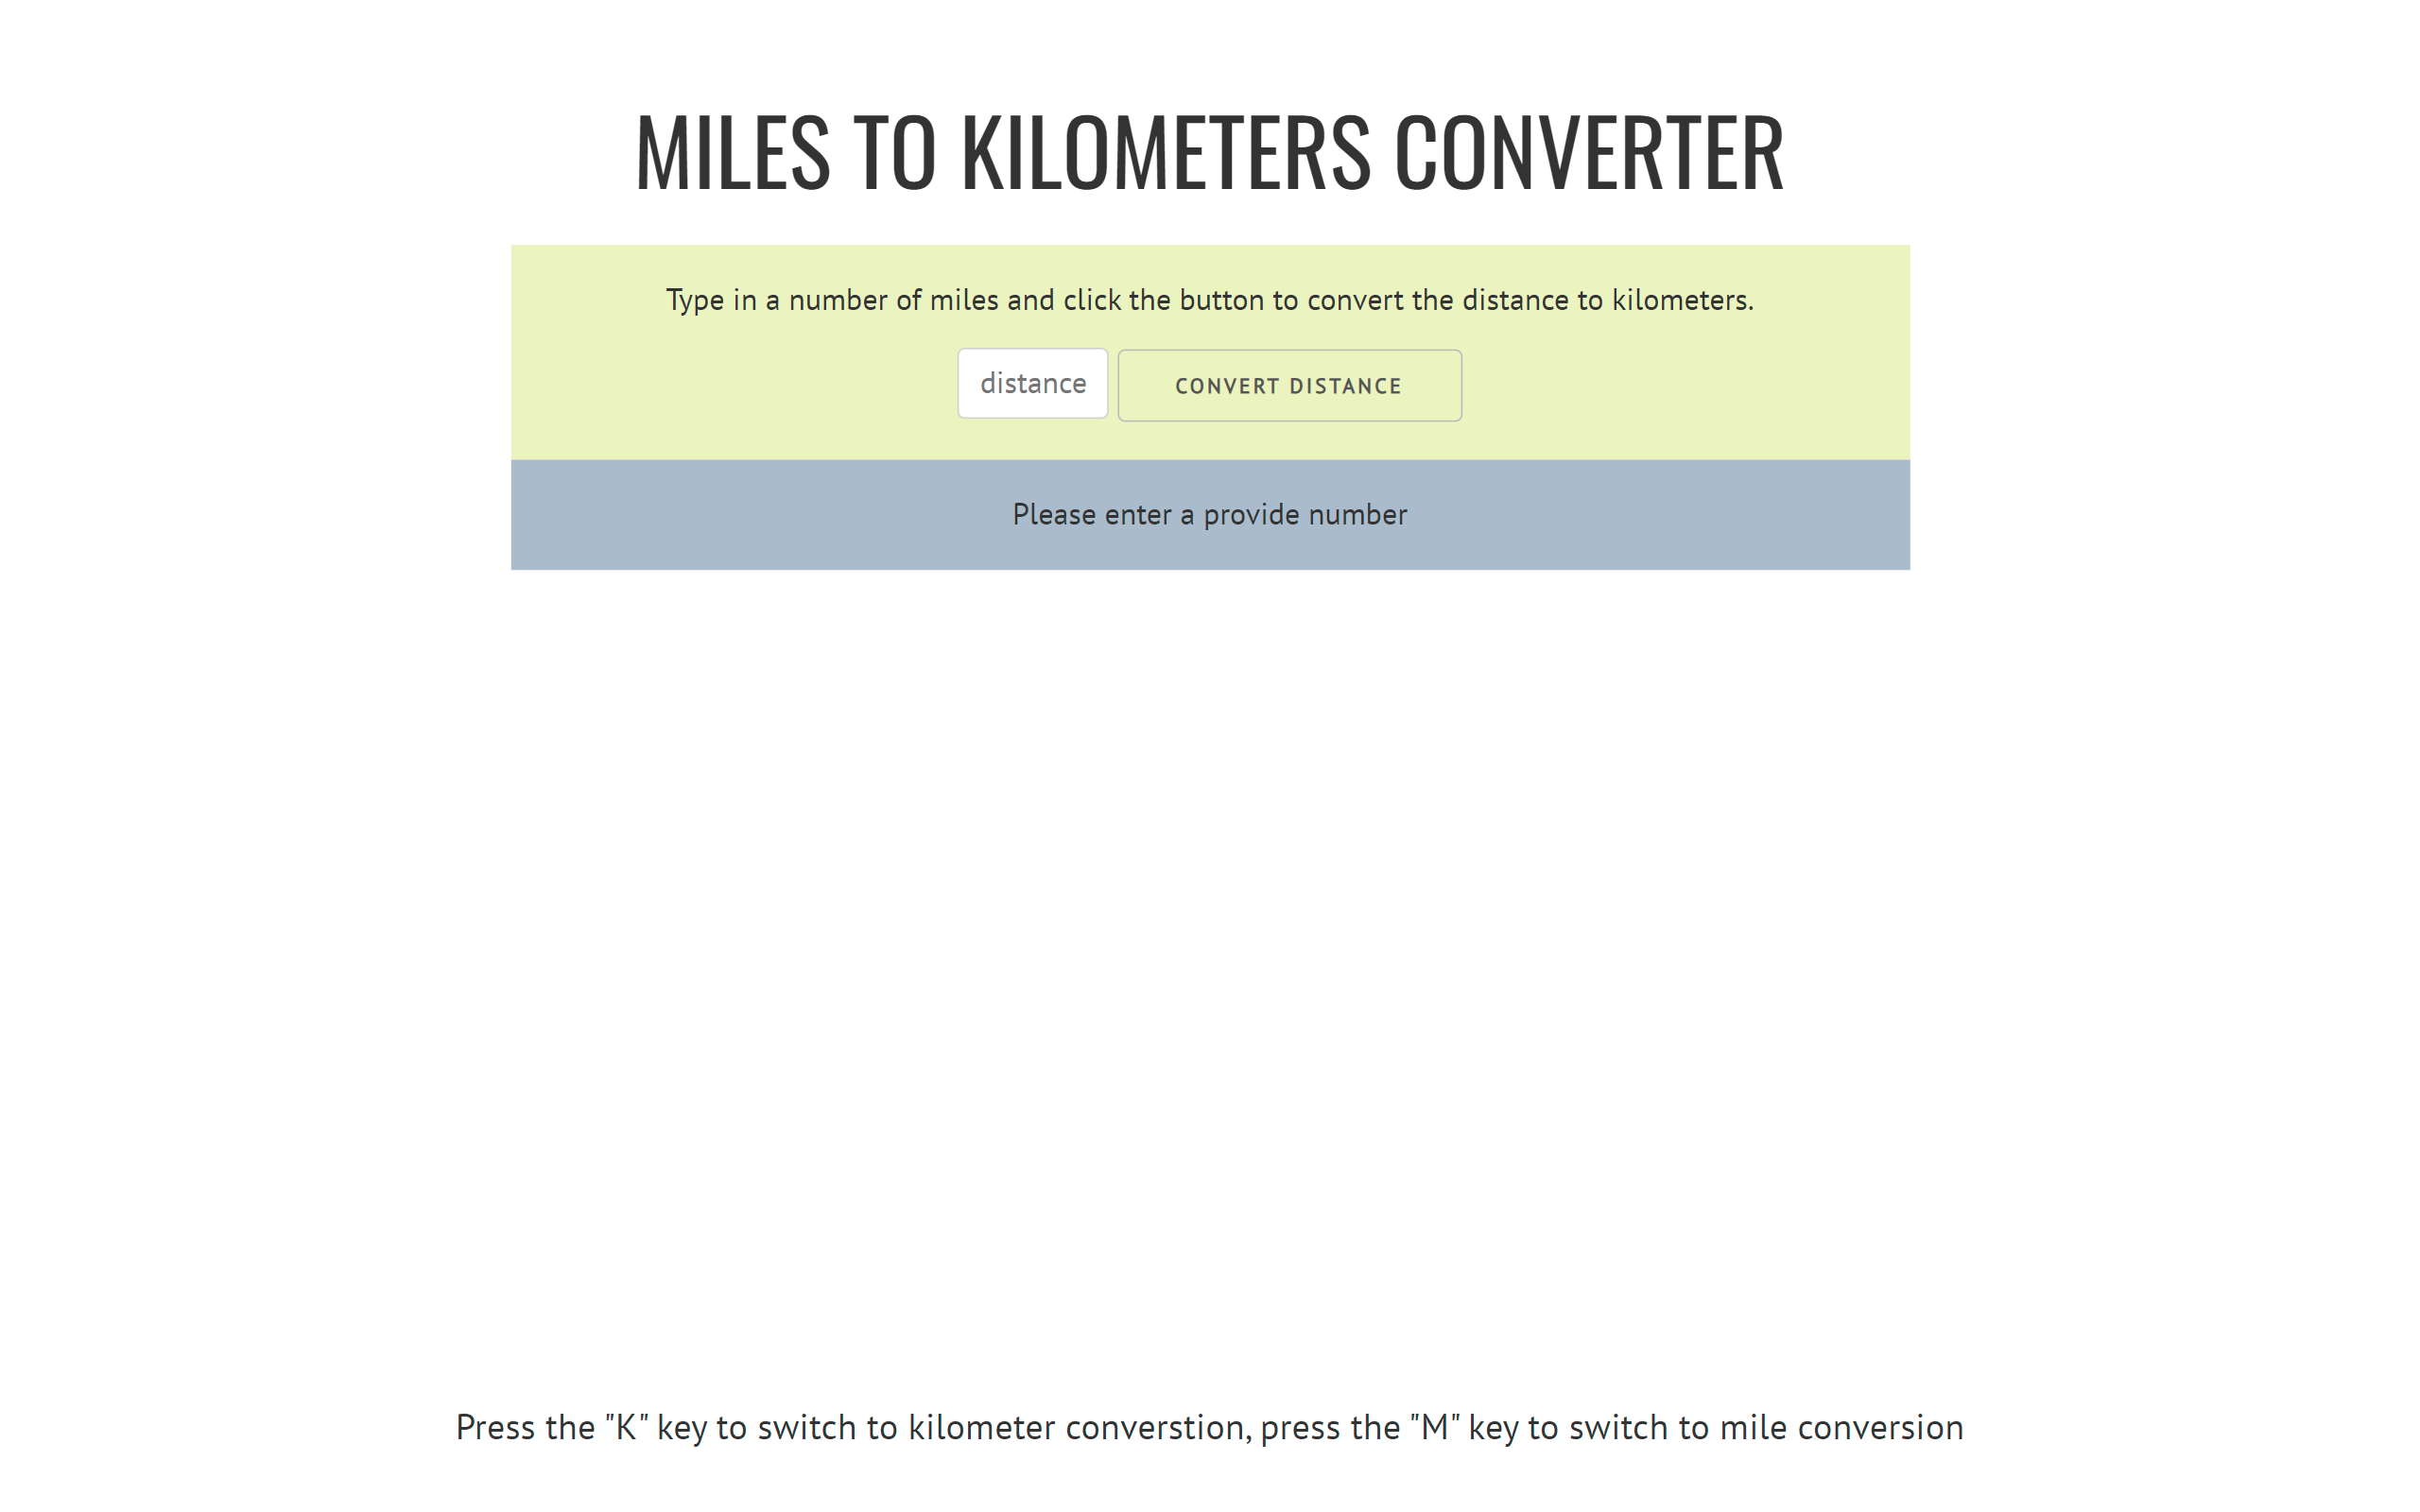 MILES TO KILOMETERS CONVERTER
Type in a number of miles and click the button to convert the distance to kilometers.
distance
CONVERT DISTANCE
Please enter a provide number
Press the "K" key to switch to kilometer converstion, press the "M" key to switch to mile conversion